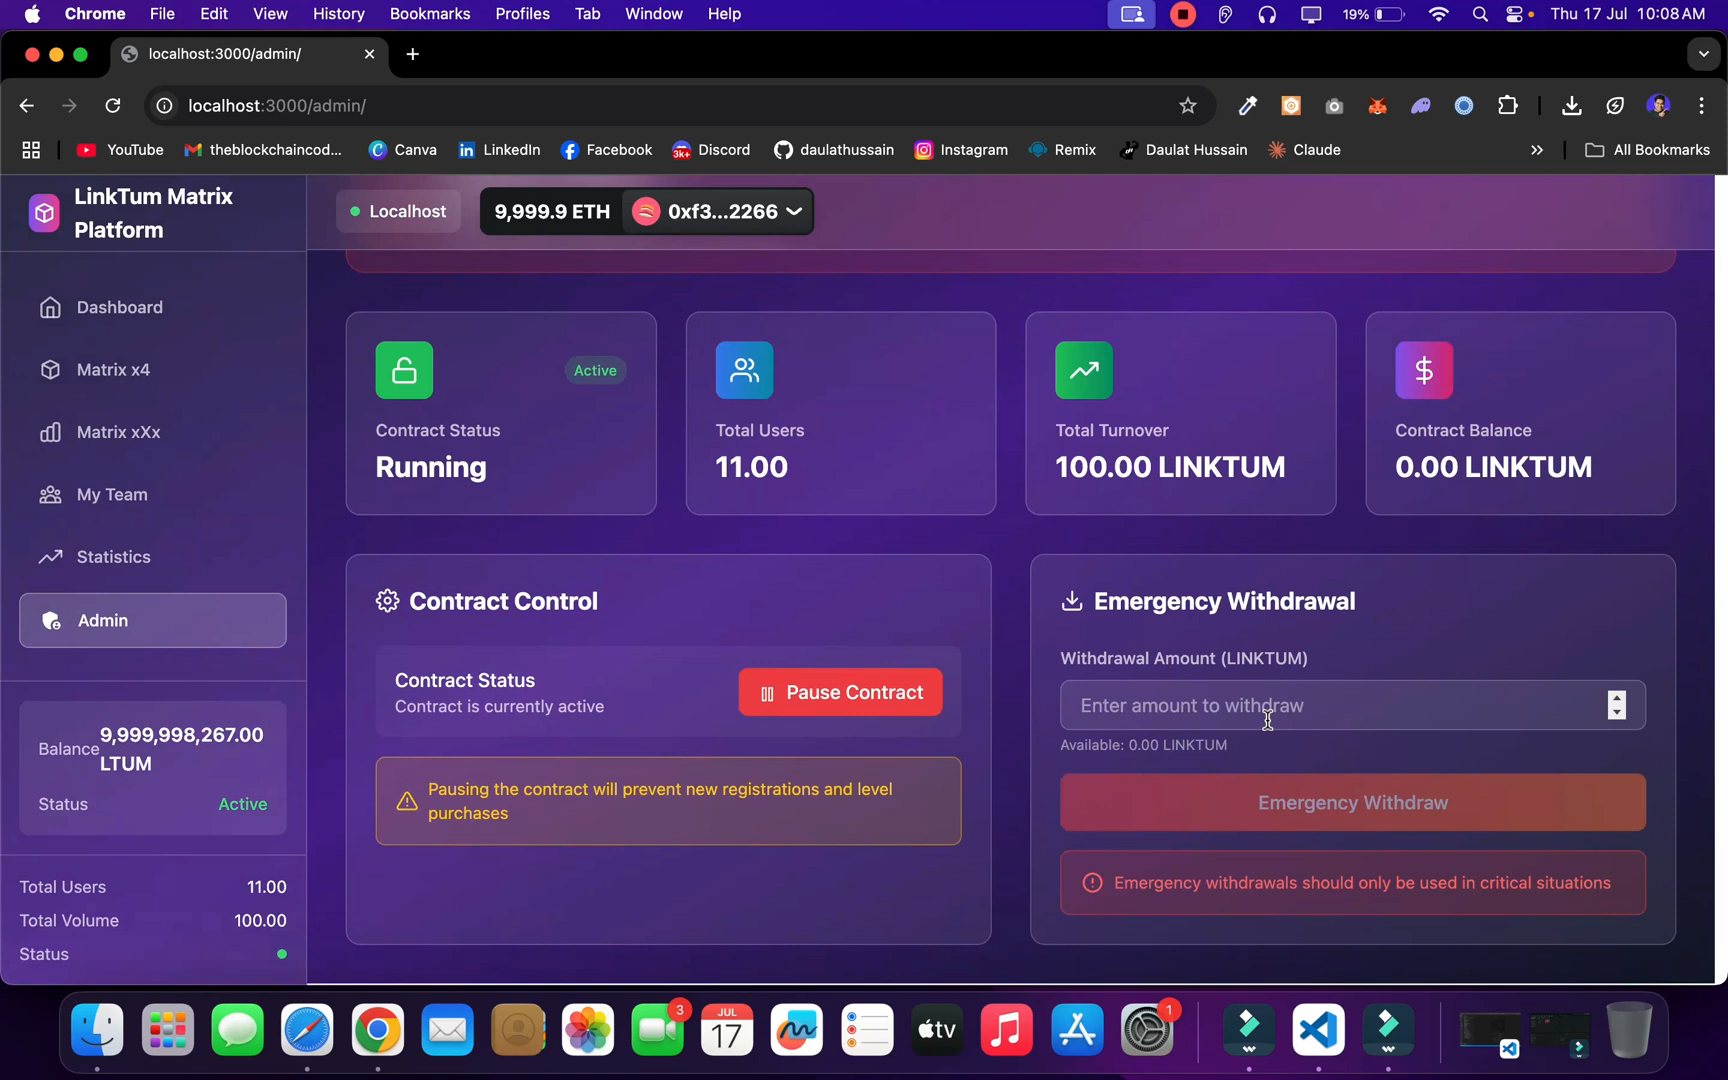 Chrome File Edit View History Bookmarks Profiles Tab Window Help 19% Thu 17 Jul 10:08 AM
localhost:3000/admin/
localhost:3000/admin/
YouTube theblockchaincod... Canva LinkedIn Facebook 3k+ Discord daulathussain Instagram Remix Daulat Hussain Claude » All Bookmarks
LinkTum Matrix
Platform
Localhost 9,999.9 ETH 0xf3...2266
Dashboard
Matrix x4
Matrix xXx
My Team
Statistics
Admin
Balance 9,999,998,267.00
LTUM
Status Active
Total Users 11.00
Total Volume 100.00
Status
Active
Contract Status
Running
Total Users
11.00
Total Turnover
100.00 LINKTUM
Contract Balance
0.00 LINKTUM
Contract Control
Contract Status
Contract is currently active
Pause Contract
Pausing the contract will prevent new registrations and level
purchases
Emergency Withdrawal
Withdrawal Amount (LINKTUM)
Enter amount to withdraw
Available: 0.00 LINKTUM
Emergency Withdraw
Emergency withdrawals should only be used in critical situations
3
JUL
17
tv
1